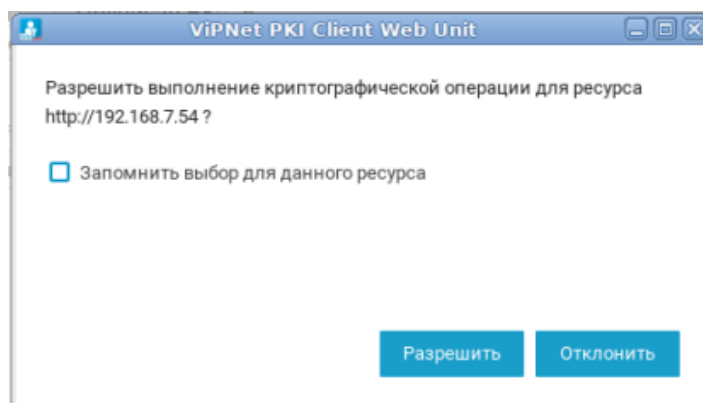 ViPNet PKI Client Web Unit
Разрешить выполнение криптографической операции для ресурса
http://192.168.7.54 ?
Запомнить выбор для данного ресурса
Разрешить
Отклонить